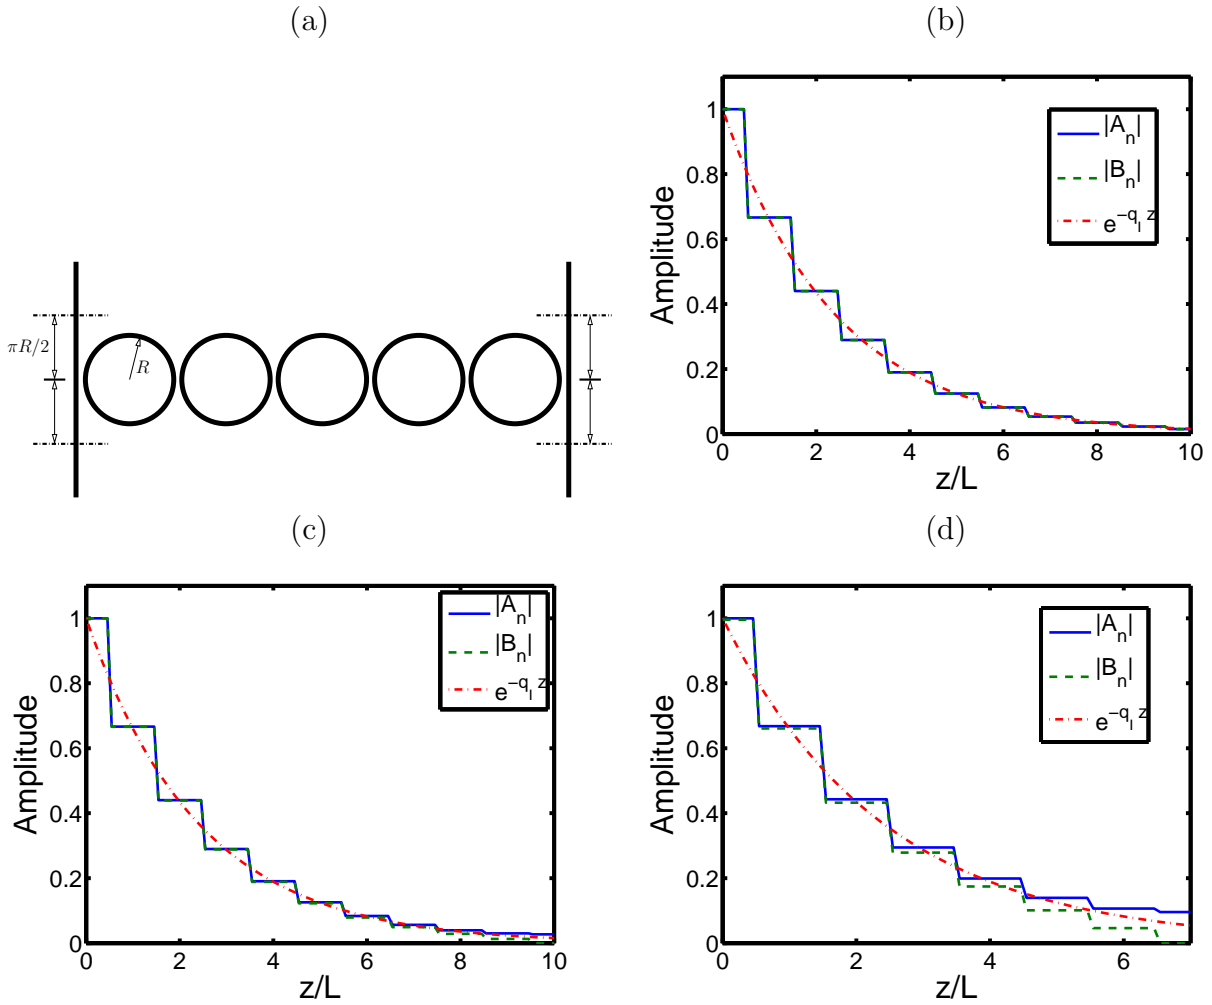 (a)
πR/2
R
(b)
Amplitude
1
0.8
0.6
0.4
0.2
0
0 2 4 6 8 10
z/L
|A_n|
|B_n|
e^{-q_I z}
(c)
Amplitude
1
0.8
0.6
0.4
0.2
0
0 2 4 6 8 10
z/L
|A_n|
|B_n|
e^{-q_I z}
(d)
Amplitude
1
0.8
0.6
0.4
0.2
0
0 2 4 6
z/L
|A_n|
|B_n|
e^{-q_I z}